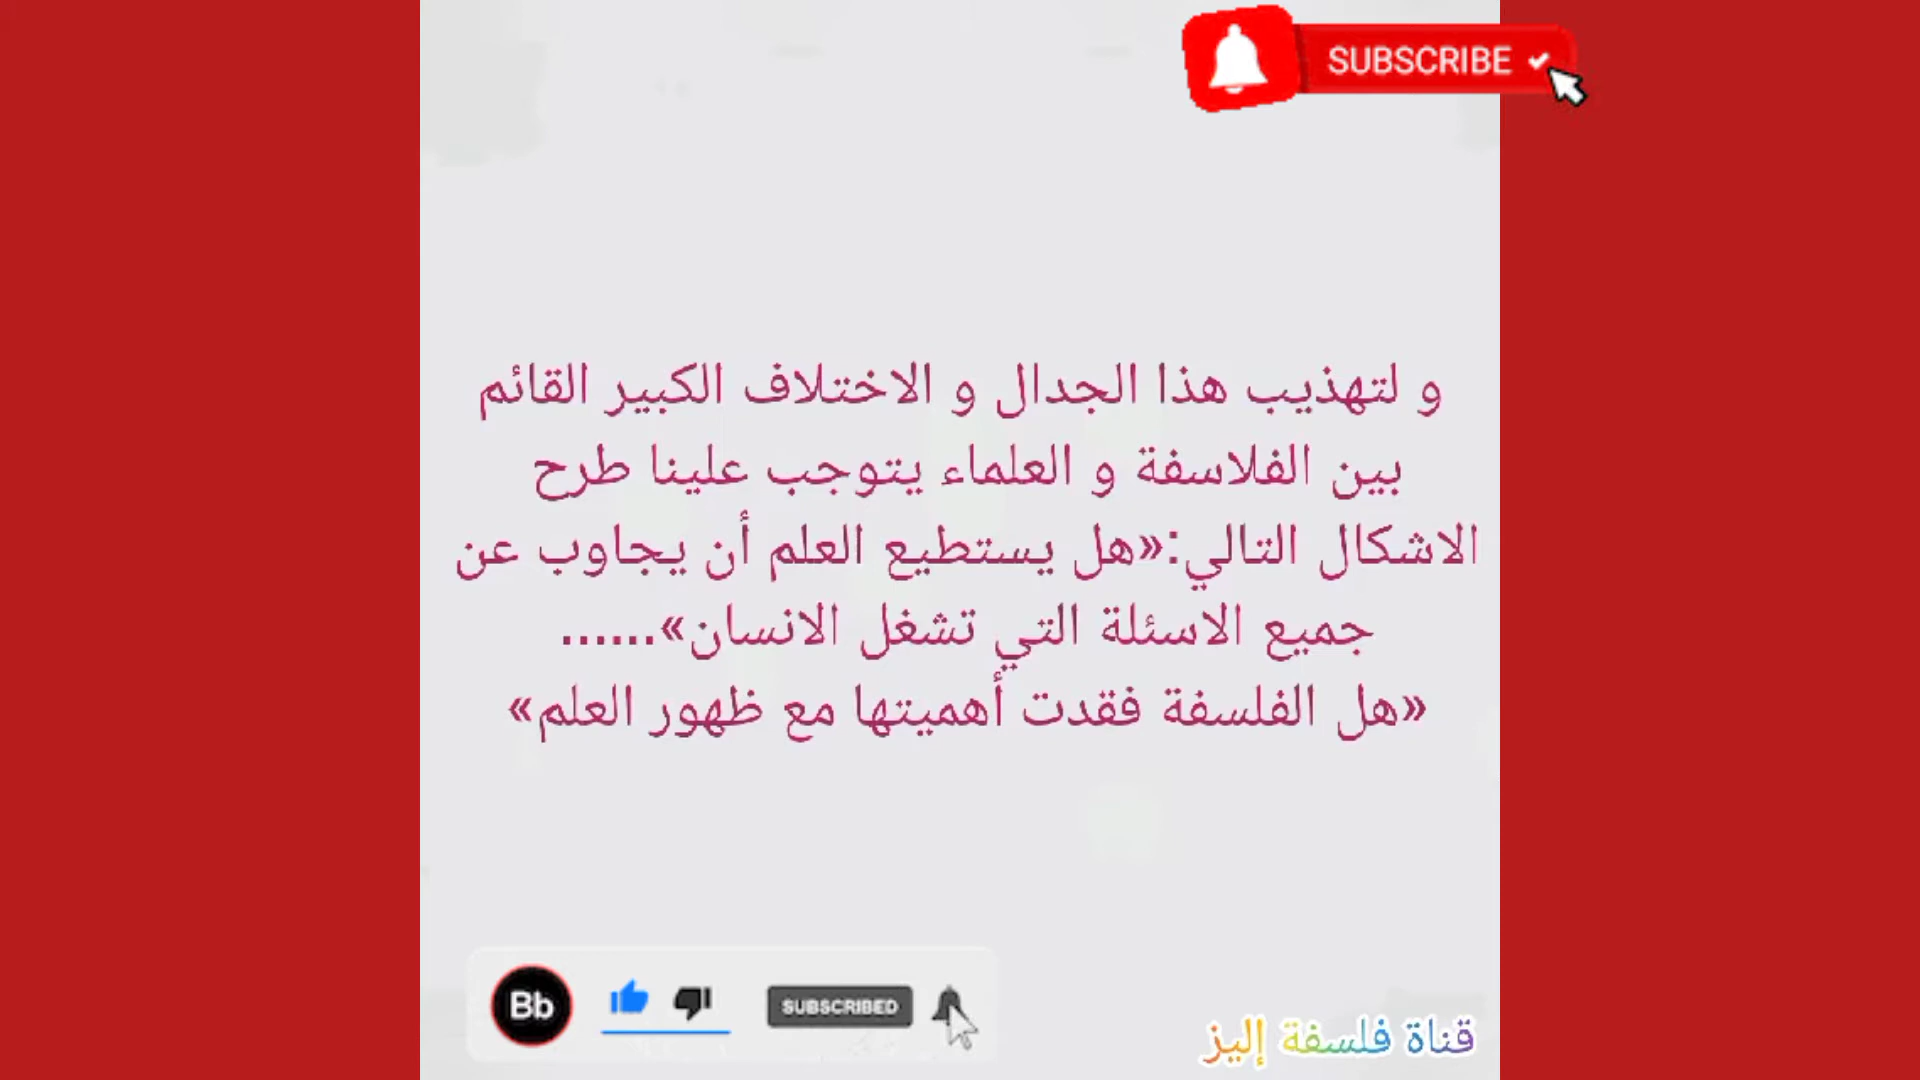 SUBSCRIBE
و لتهذيب هذا الجدال و الاختلاف الكبير القائم
بين الفلاسفة و العلماء يتوجب علينا طرح
الاشكال التالي:«هل يستطيع العلم أن يجاوب عن
جميع الاسئلة التي تشغل الانسان»......
«هل الفلسفة فقدت أهميتها مع ظهور العلم»
Bb
SUBSCRIBED
قناة فلسفة إليز